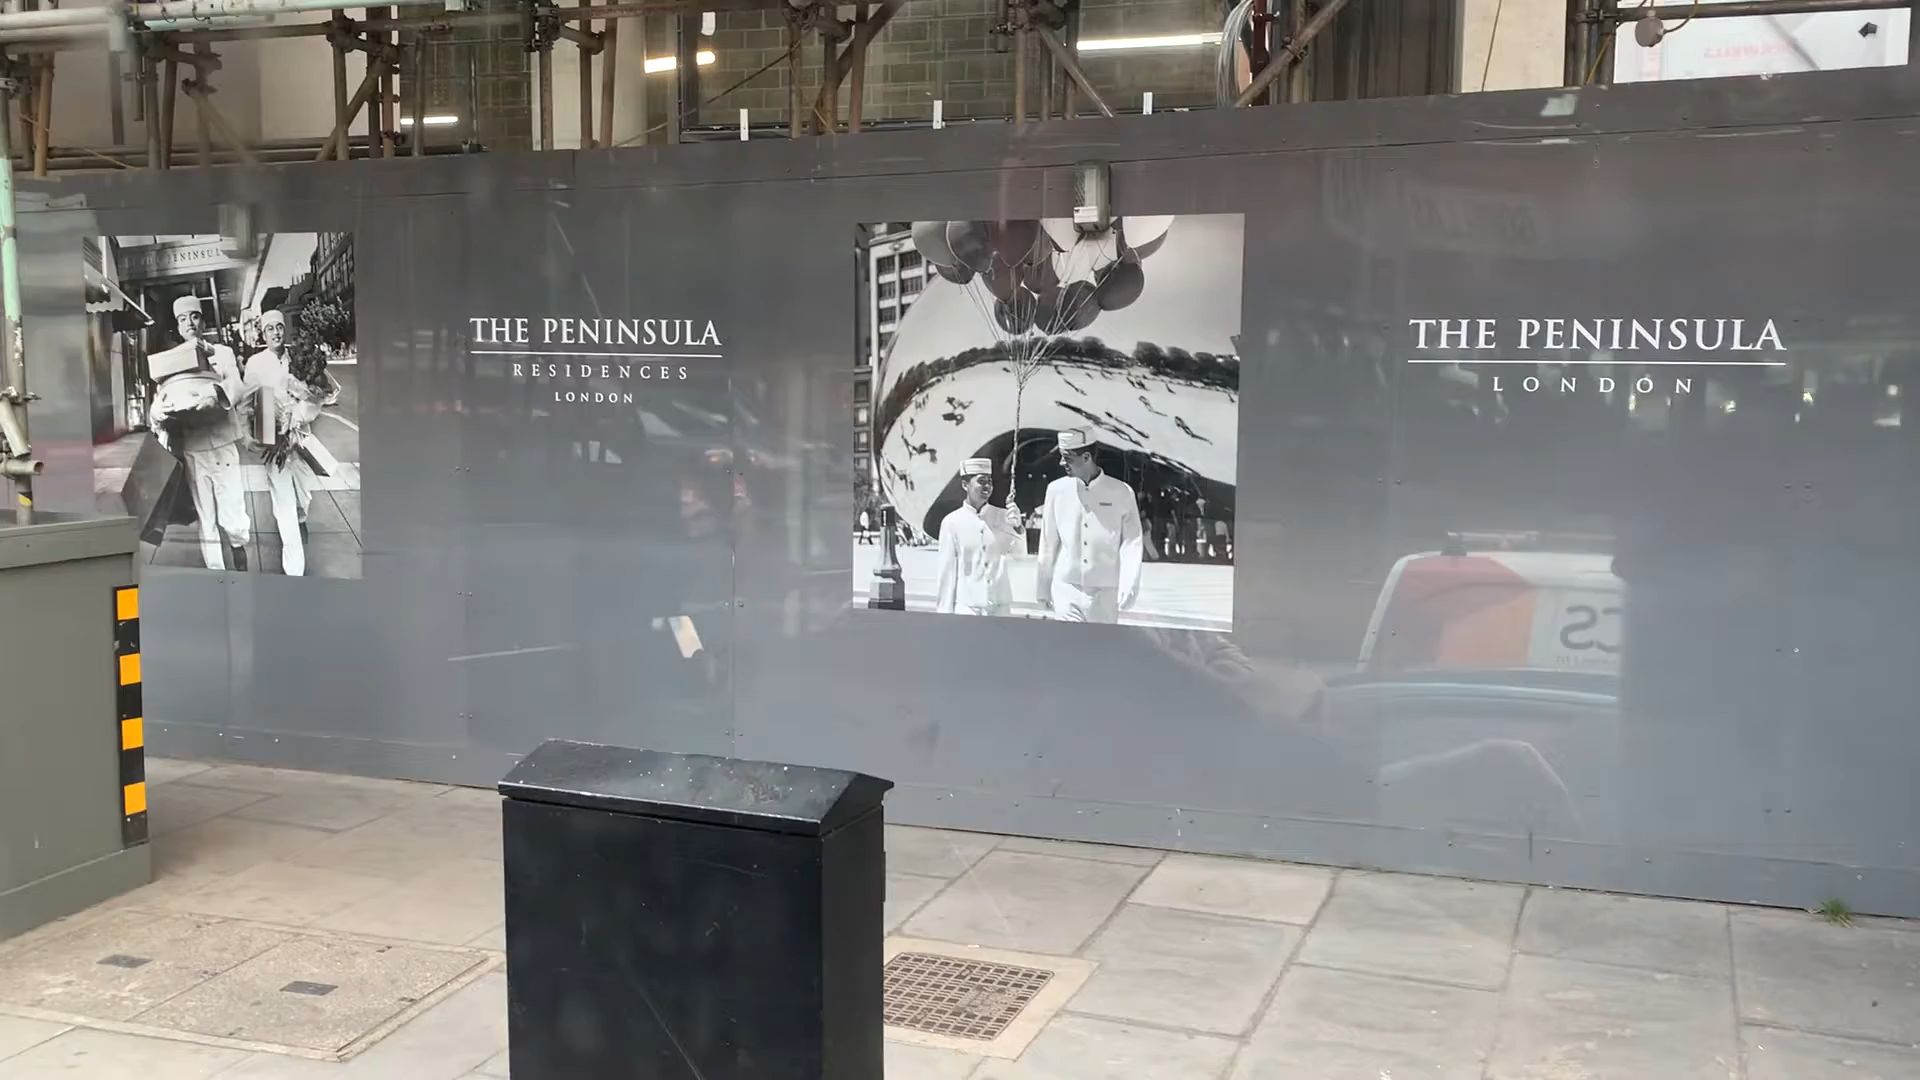 THE PENINSULA
RESIDENCES
LONDON
THE PENINSULA
LONDON